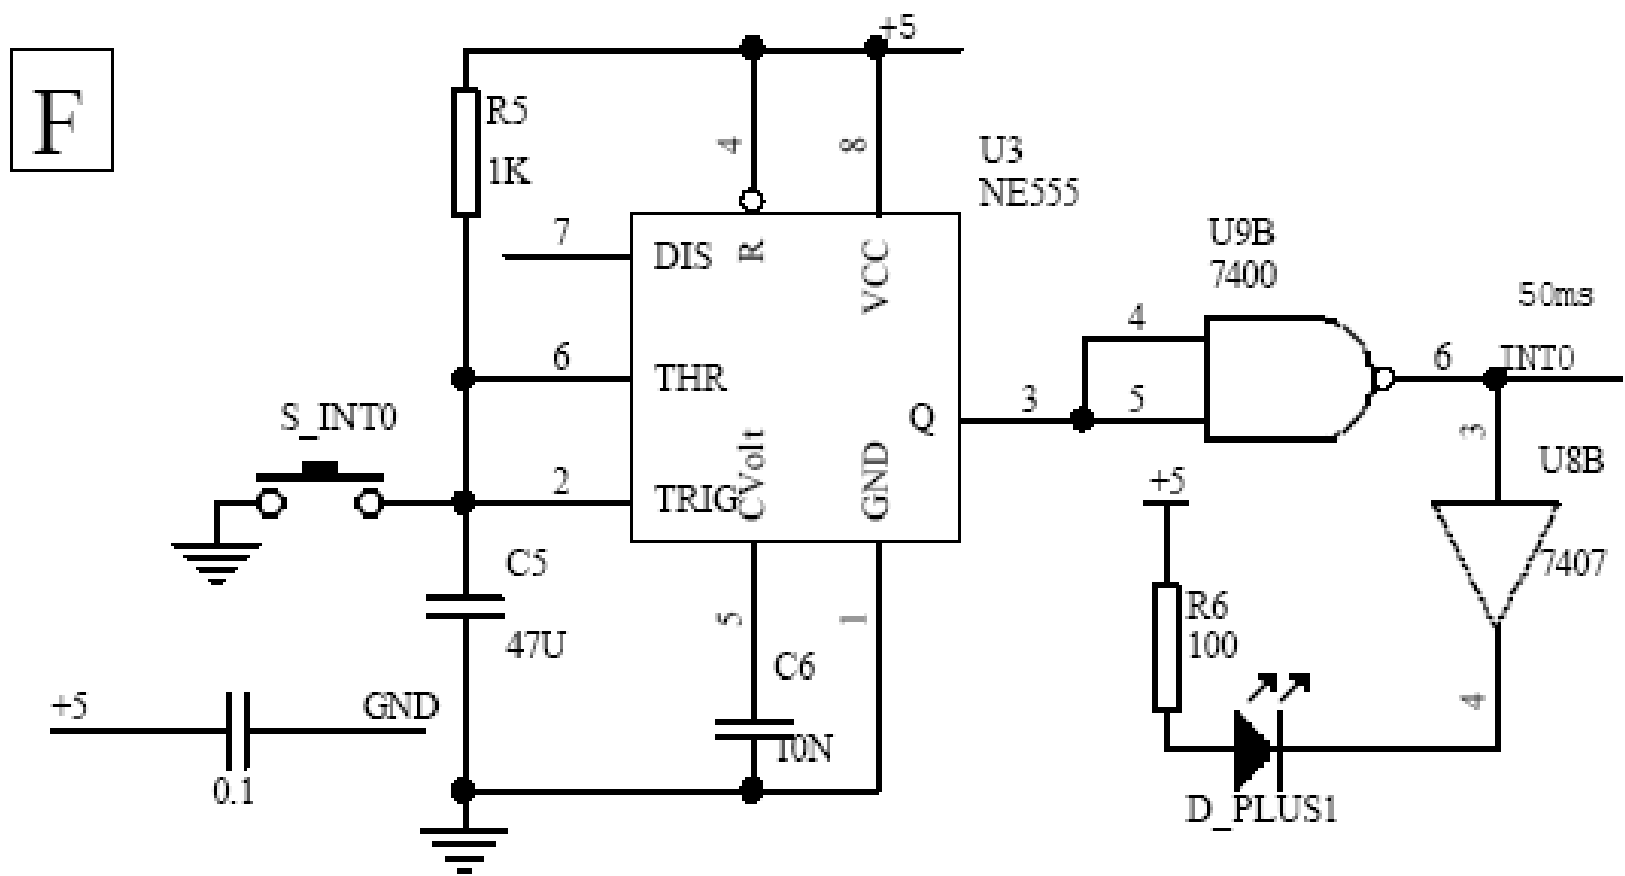 +5
F
R5
1K
4
8
U3
NE555
7
DIS
R
VCC
U9B
7400
50ms
6
THR
4
6
INT0
S_INT0
Q
3
5
3
U8B
2
TRIG
CVolt
GND
+5
7407
C5
47U
5
1
R6
100
C6
10N
4
+5
GND
0.1
D_PLUS1